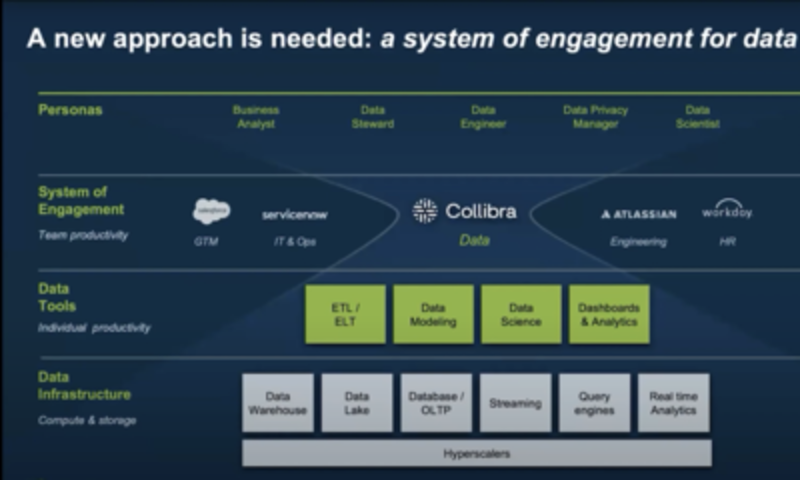 A new approach is needed: a system of engagement for data
Personas
Business
Analyst
Data
Steward
Data
Engineer
Data Privacy
Manager
Data
Scientist
System of
Engagement
Team productivity
salesforce
GTM
servicenow
IT & Ops
Collibra
Data
ATLASSIAN
Engineering
workday.
HR
Data
Tools
Individual productivity
ETL /
ELT
Data
Modeling
Data
Science
Dashboards
& Analytics
Data
Infrastructure
Compute & storage
Data
Warehouse
Data
Lake
Database /
OLTP
Streaming
Query
engines
Real time
Analytics
Hyperscalers